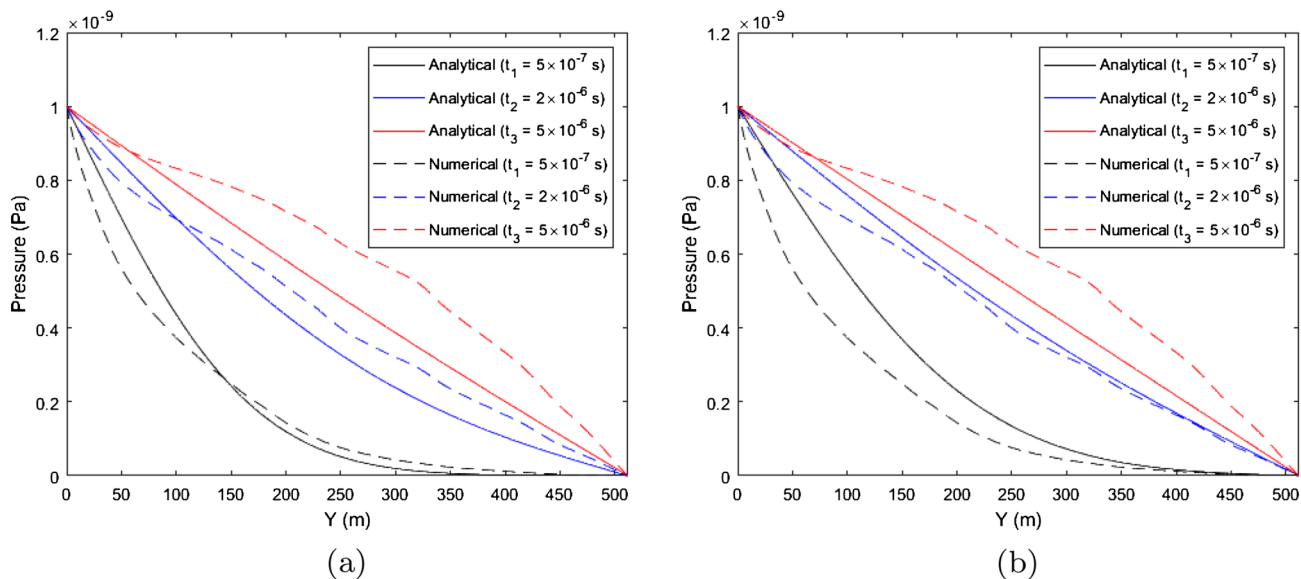 × 10⁻⁹
1.2
1
0.8
0.6
0.4
0.2
0
Pressure (Pa)
Analytical (t₁ = 5×10⁻⁷ s)
Analytical (t₂ = 2×10⁻⁶ s)
Analytical (t₃ = 5×10⁻⁶ s)
Numerical (t₁ = 5×10⁻⁷ s)
Numerical (t₂ = 2×10⁻⁶ s)
Numerical (t₃ = 5×10⁻⁶ s)
0 50 100 150 200 250 300 350 400 450 500
Y (m)
(a)
× 10⁻⁹
1.2
1
0.8
0.6
0.4
0.2
0
Pressure (Pa)
Analytical (t₁ = 5×10⁻⁷ s)
Analytical (t₂ = 2×10⁻⁶ s)
Analytical (t₃ = 5×10⁻⁶ s)
Numerical (t₁ = 5×10⁻⁷ s)
Numerical (t₂ = 2×10⁻⁶ s)
Numerical (t₃ = 5×10⁻⁶ s)
0 50 100 150 200 250 300 350 400 450 500
Y (m)
(b)